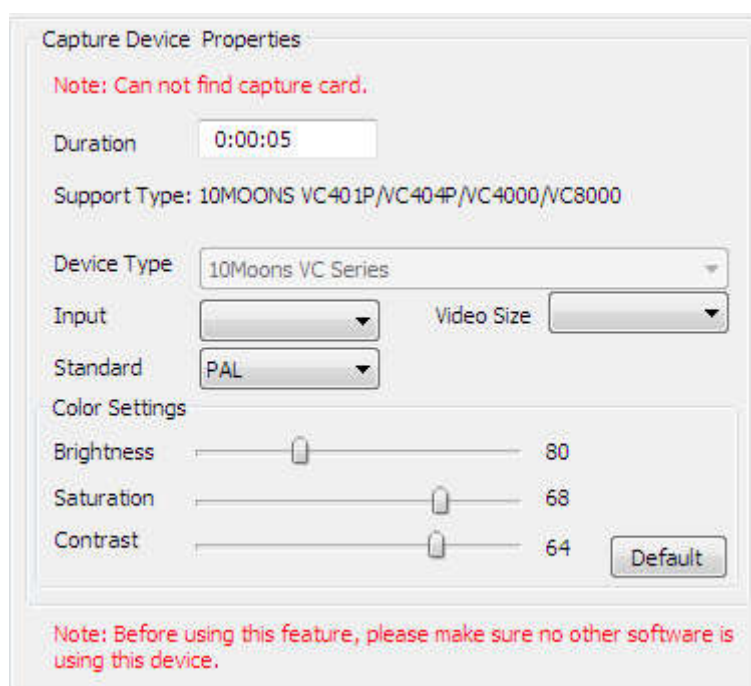 Capture Device Properties
Note: Can not find capture card.
Duration 0:00:05
Support Type: 10MOONS VC401P/VC404P/VC4000/VC8000
Device Type 10Moons VC Series
Input Video Size
Standard PAL
Color Settings
Brightness 80
Saturation 68
Contrast 64 Default
Note: Before using this feature, please make sure no other software is
using this device.